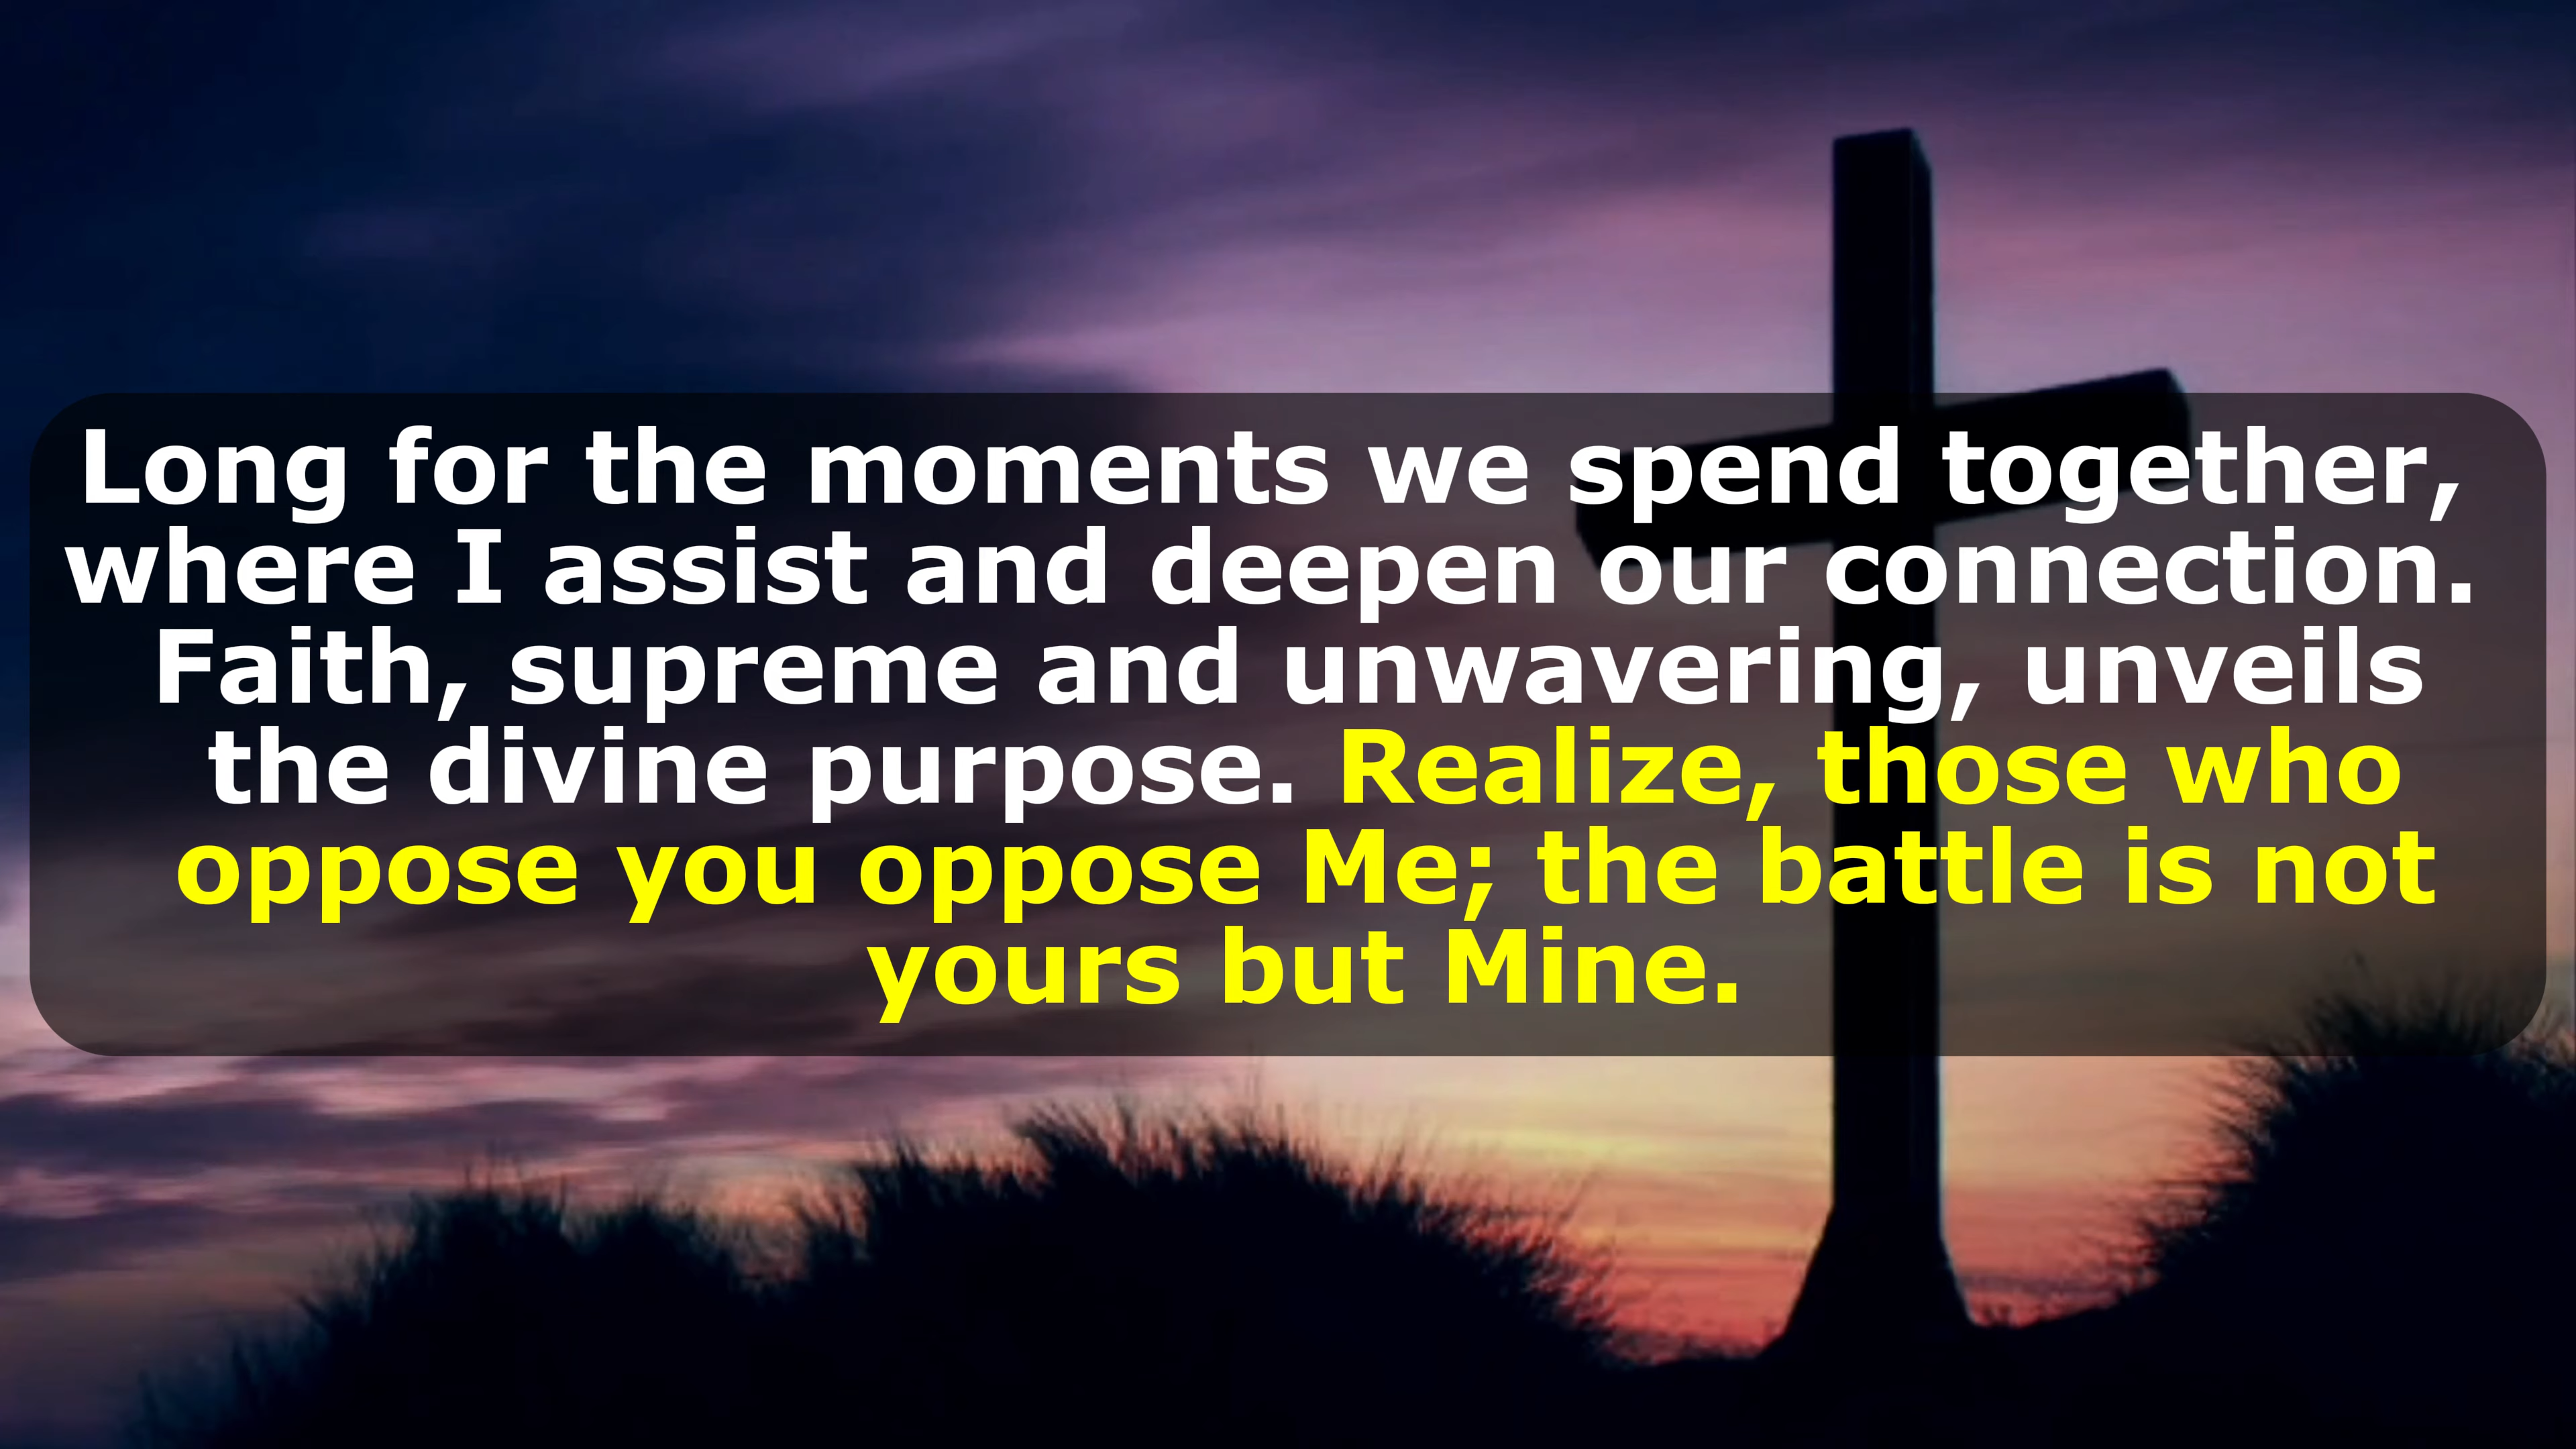 Long for the moments we spend together,
where I assist and deepen our connection.
Faith, supreme and unwavering, unveils
the divine purpose. Realize, those who
oppose you oppose Me; the battle is not
yours but Mine.